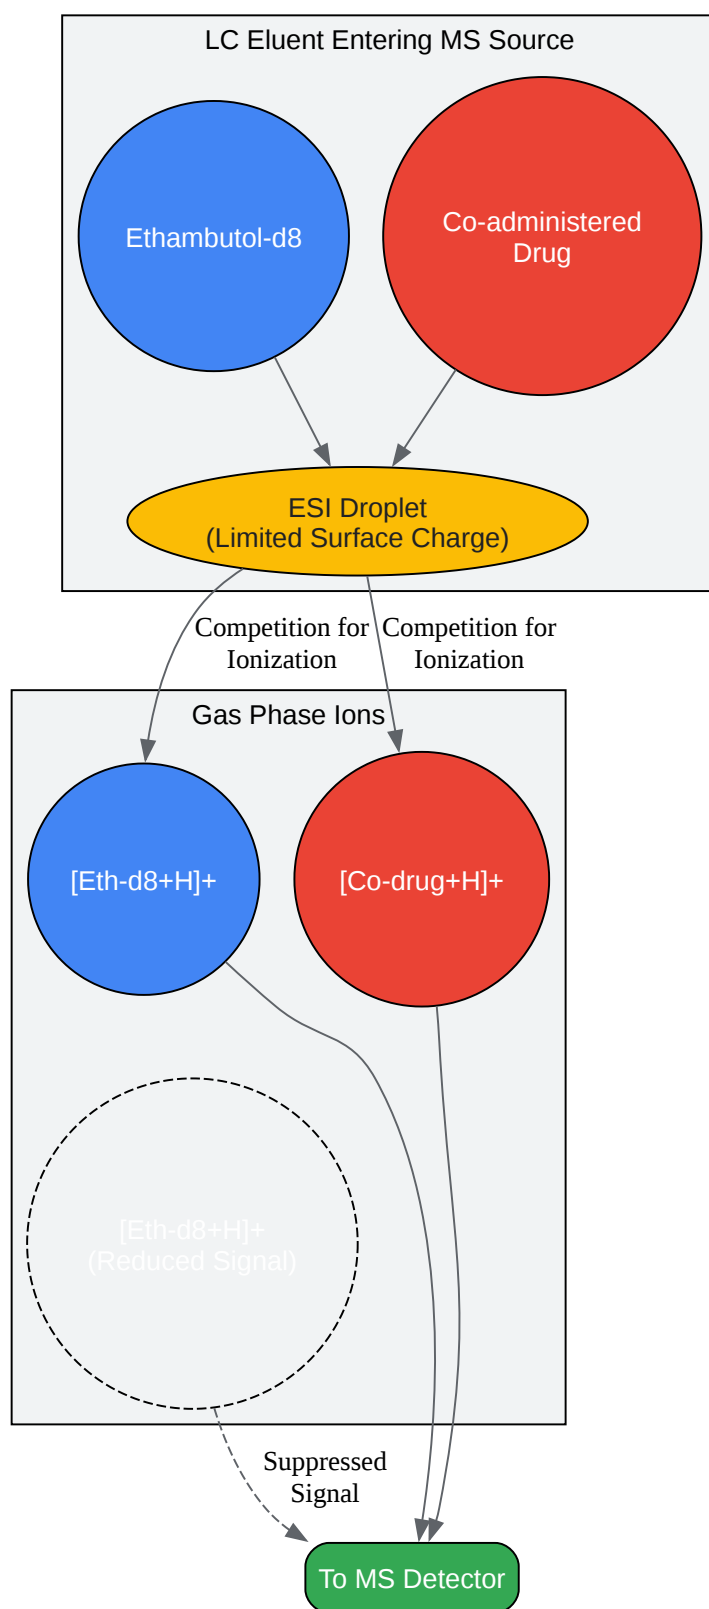 LC Eluent Entering MS Source
Ethambutol-d8
Co-administered
Drug
ESI Droplet
(Limited Surface Charge)
Competition for
Ionization
Competition for
Ionization
Gas Phase Ions
[Eth-d8+H]+
[Co-drug+H]+
[Eth-d8+H]+
(Reduced Signal)
Suppressed
Signal
To MS Detector